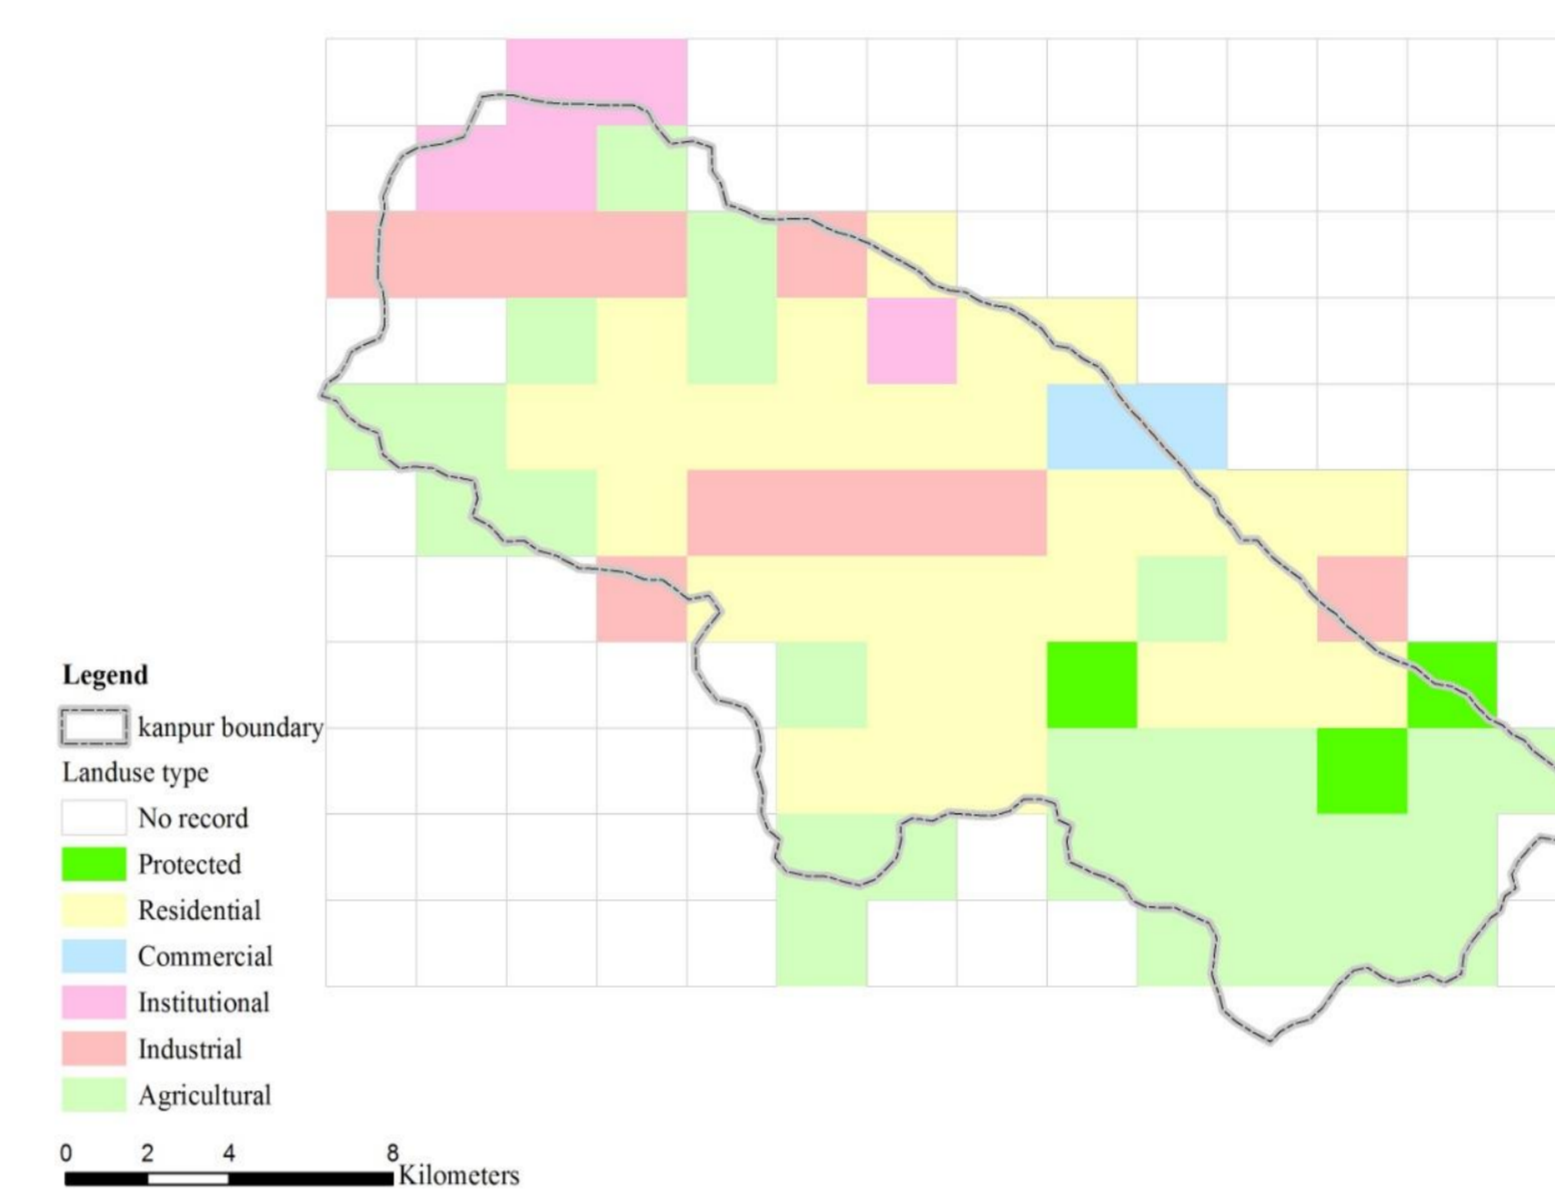 Legend
kanpur boundary
Landuse type
No record
Protected
Residential
Commercial
Institutional
Industrial
Agricultural
0 2 4 8
Kilometers